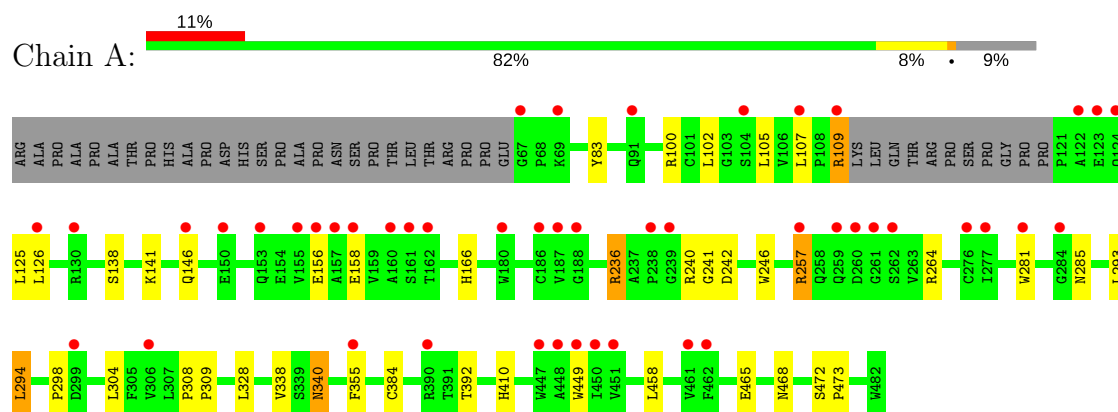 11%
Chain A:
82% 8% • 9%
ARG ALA PRO ALA PRO ALA THR PRO HIS ALA PRO ASP HIS SER PRO ALA PRO ASN SER PRO THR LEU THR ARG PRO PRO GLU G67 P68 K69 Y83 Q91 R100 C101 L102 G103 S104 L105 V106 L107 P108 R109 LYS LEU GLN THR ARG PRO SER PRO GLY PRO PRO P121 A122 E123
L125 L126 R130 S138 K141 Q146 E150 Q153 E154 V155 E156 A157 E158 V159 A160 S161 T162 H166 W180 C186 V187 G188 R236 A237 P238 G239 R240 G241 D242 W246 R257 Q258 Q259 D260 G261 S262 V263 R264 C276 I277 W281 G284 N285 L293
L294 P298 D299 L304 F305 V306 L307 P308 P309 L328 V338 S339 N340 F355 C384 R390 T391 T392 H410 W447 A448 W449 I450 V451 L458 V461 F462 E465 N468 S472 P473 W482